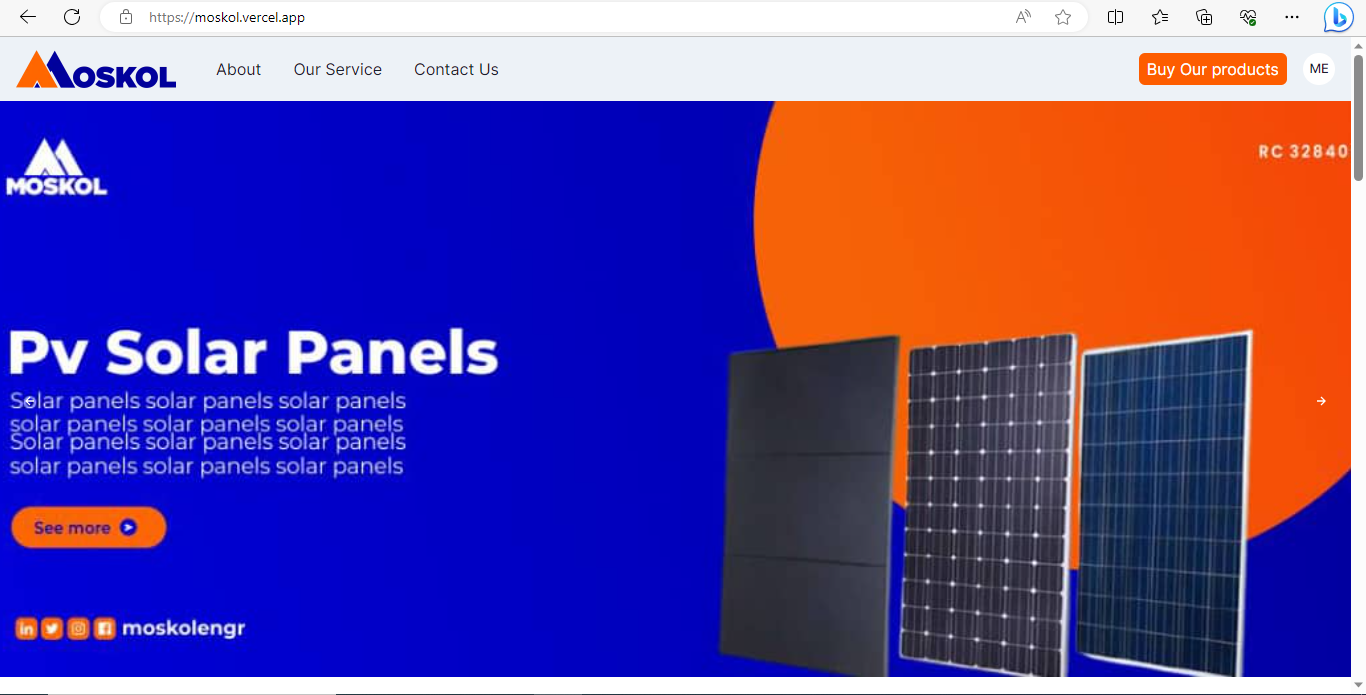 https://moskol.vercel.app
MOSKOL
About
Our Service
Contact Us
Buy Our products
ME
MOSKOL
RC 32840
Pv Solar Panels
Solar panels solar panels solar panels
solar panels solar panels solar panels
Solar panels solar panels solar panels
solar panels solar panels solar panels
See more
moskolengr